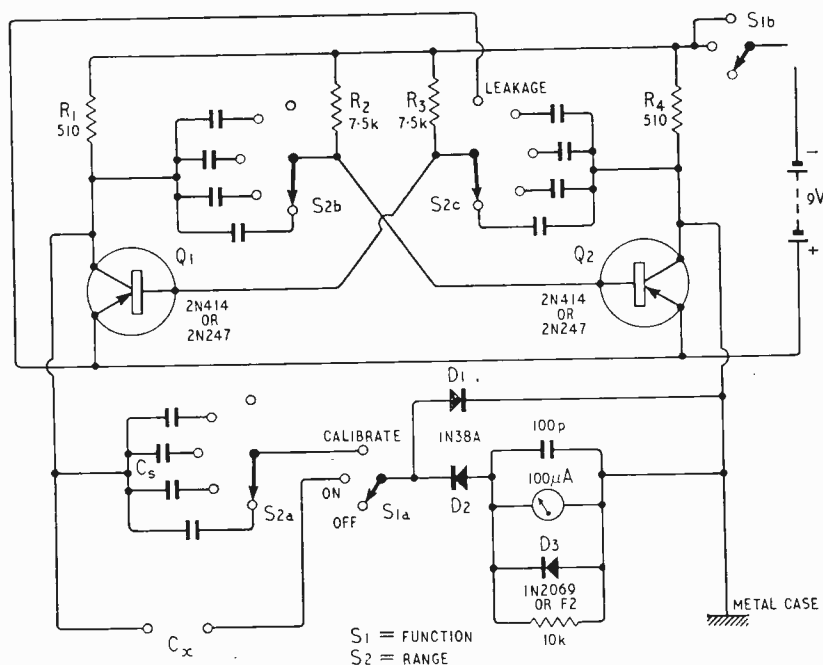 S1b
LEAKAGE
R1
510
R2
7·5k
R3
7·5k
R4
510
S2b
S2c
−
9V
+
Q1
Q2
2N414
OR
2N247
2N414
OR
2N247
D1
1N38A
100p
CALIBRATE
Cs
ON
100μA
D2
S2a
OFF
S1a
D3
1N2069
OR F2
10k
METAL CASE
Cx
S1 = FUNCTION
S2 = RANGE